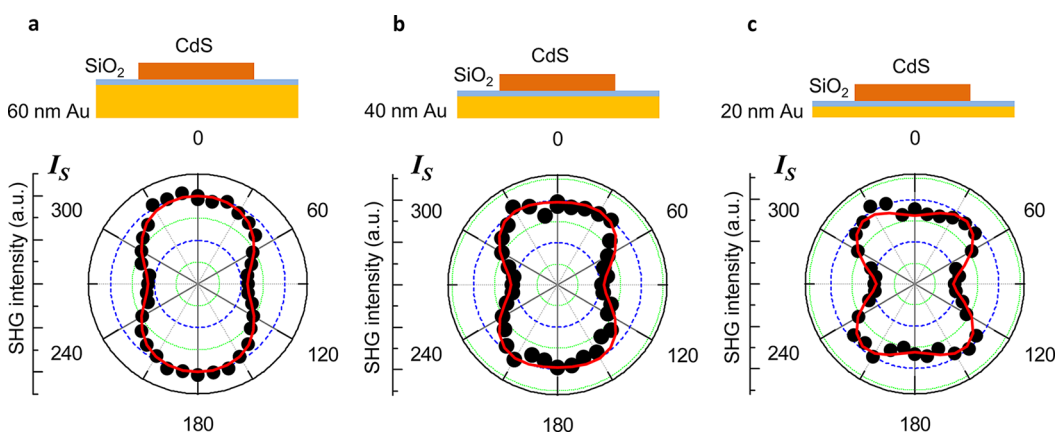 a
CdS
SiO2
60 nm Au
0
IS
SHG intensity (a.u.)
300
60
240
120
180
b
CdS
SiO2
40 nm Au
0
IS
SHG intensity (a.u.)
300
60
240
120
180
c
CdS
SiO2
20 nm Au
0
IS
SHG intensity (a.u.)
300
60
240
120
180